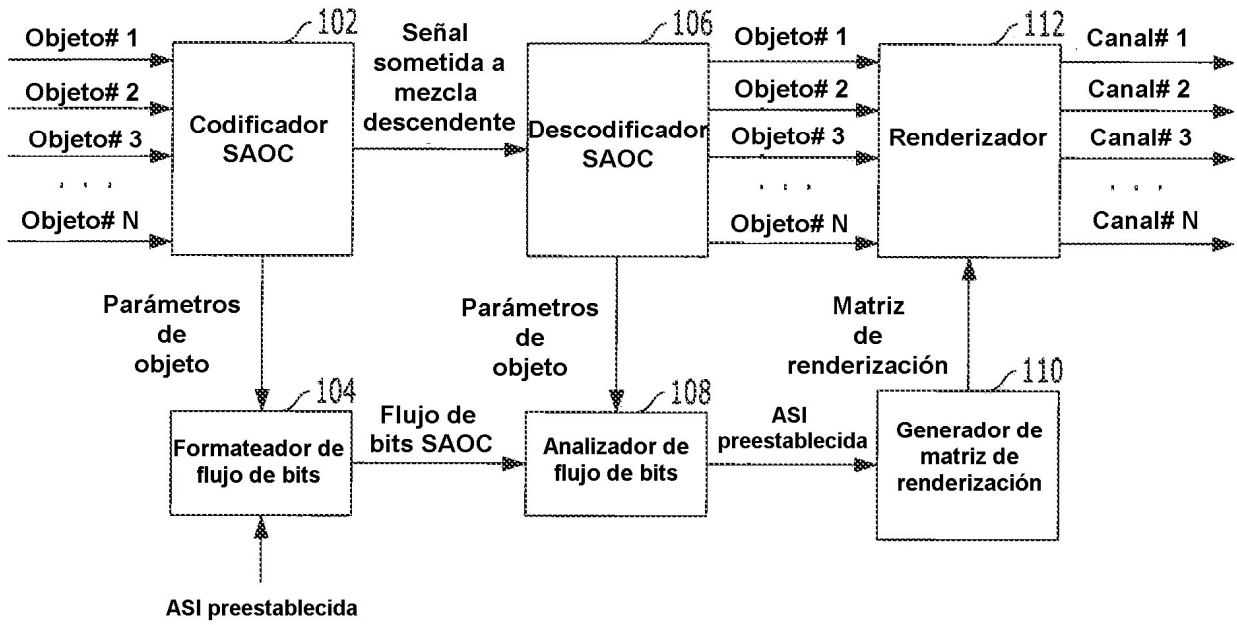 102
Objeto# 1
Objeto# 2
Objeto# 3
. . .
Objeto# N
Codificador
SAOC
Señal
sometida a
mezcla
descendente
106
Descodificador
SAOC
Objeto# 1
Objeto# 2
Objeto# 3
. . .
Objeto# N
112
Renderizador
Canal# 1
Canal# 2
Canal# 3
. . .
Canal# N
Parámetros
de
objeto
Parámetros
de
objeto
Matriz
de
renderización
104
Formateador de
flujo de bits
Flujo de
bits SAOC
108
Analizador de
flujo de bits
ASI
preestablecida
110
Generador de
matriz de
renderización
ASI preestablecida